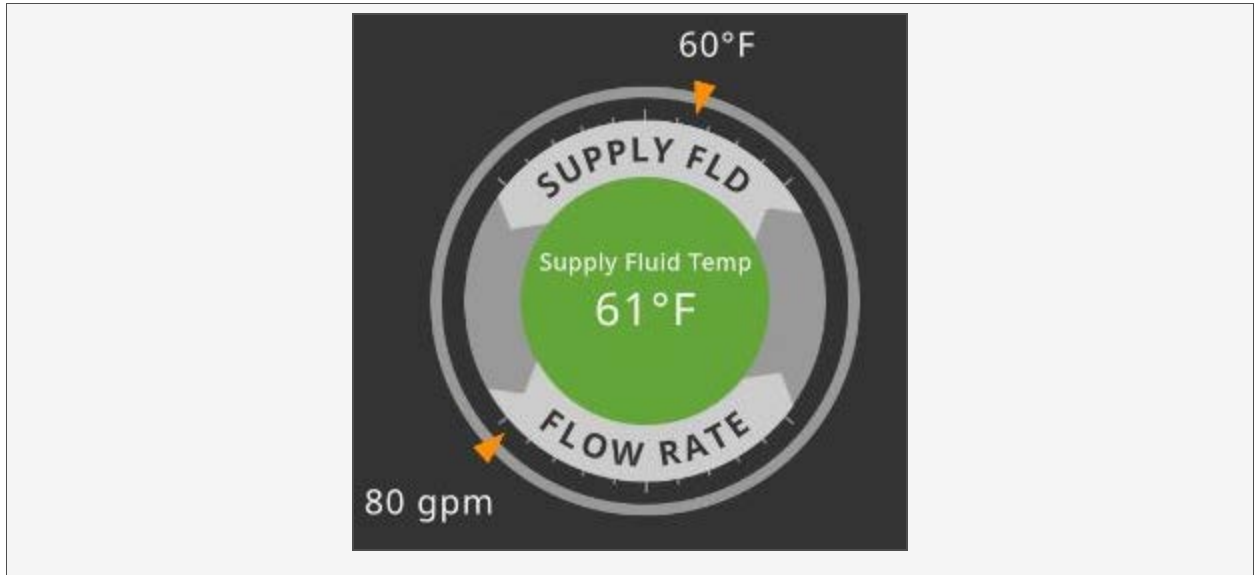 60°F
SUPPLY FLD
Supply Fluid Temp
61°F
FLOW RATE
80 gpm